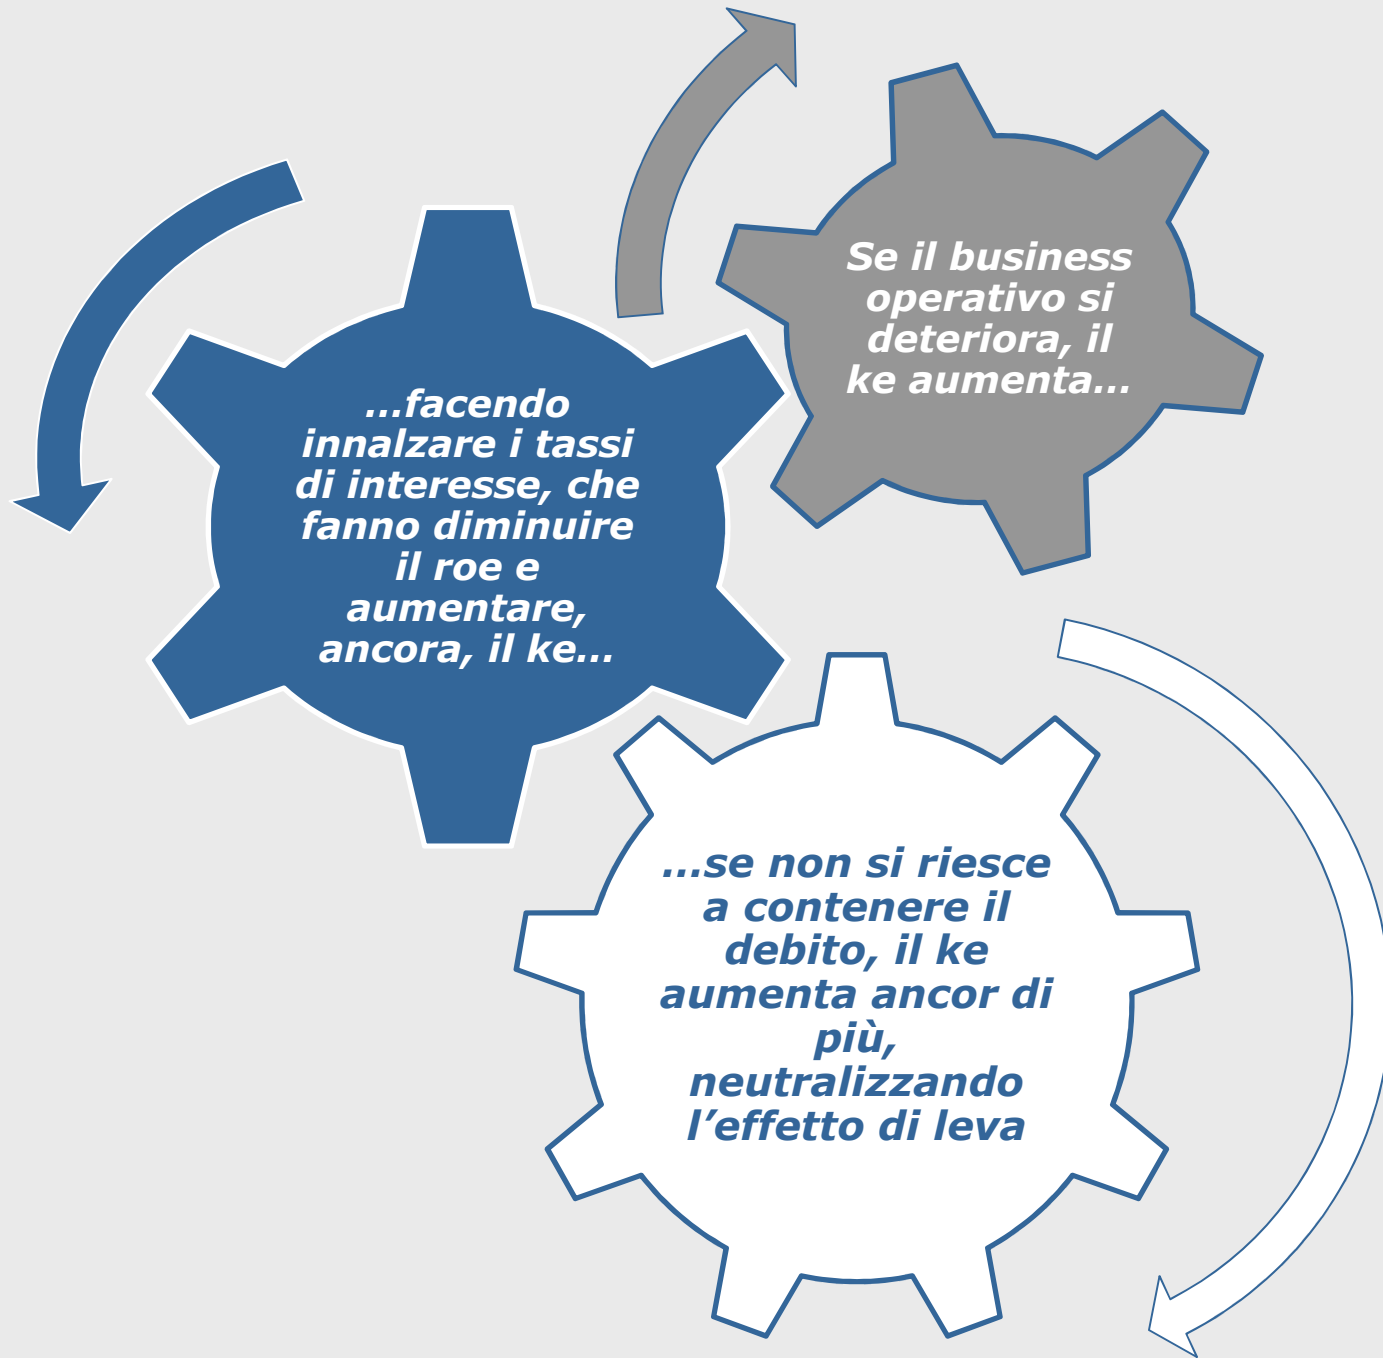 Se il business
operativo si
deteriora, il
ke aumenta…
…facendo
innalzare i tassi
di interesse, che
fanno diminuire
il roe e
aumentare,
ancora, il ke…
…se non si riesce
a contenere il
debito, il ke
aumenta ancor di
più,
neutralizzando
l’effetto di leva